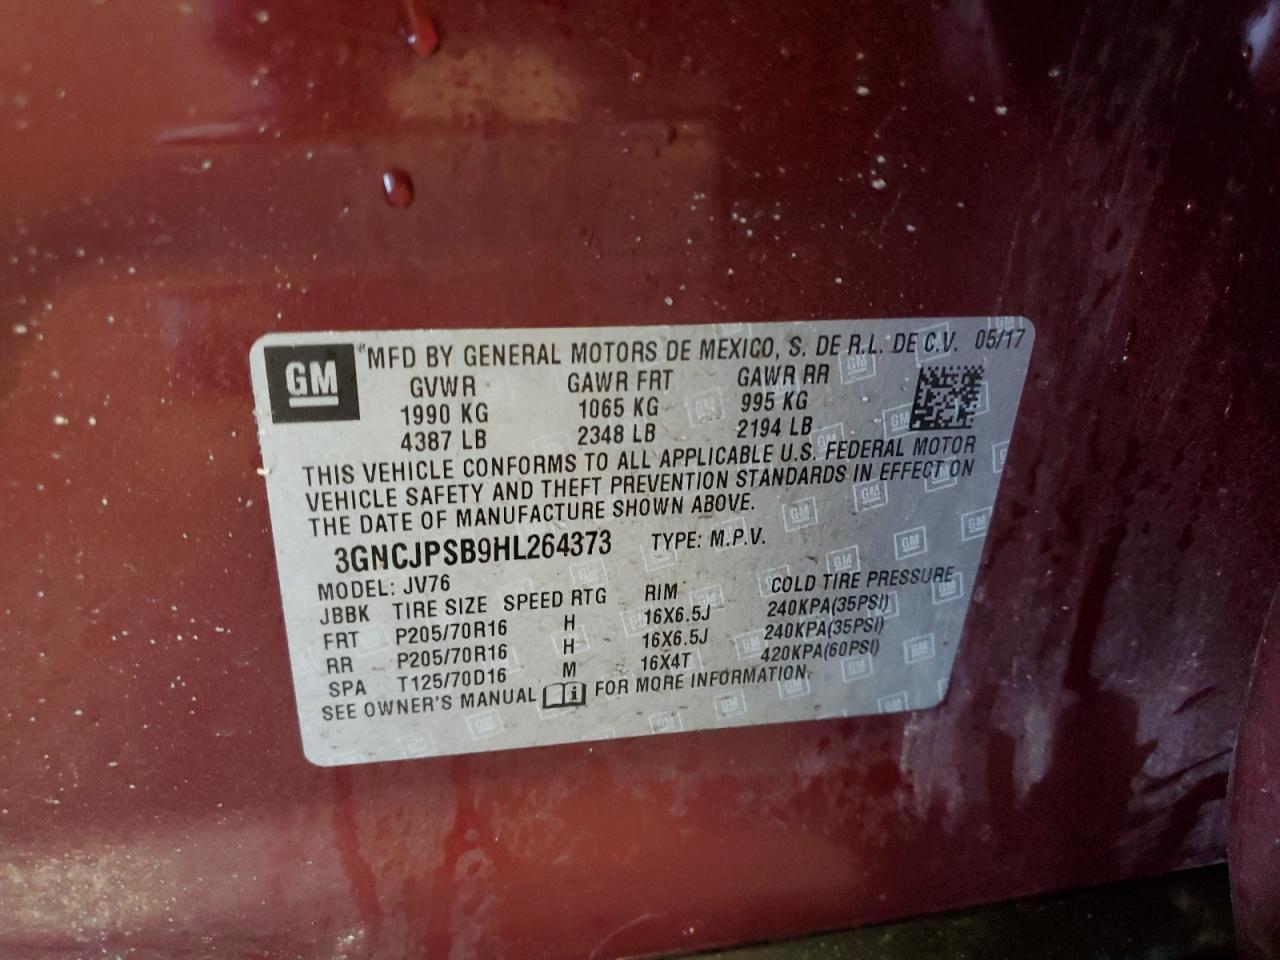 GM
MFD BY GENERAL MOTORS DE MEXICO, S. DE R.L. DE C.V. 05/17
GVWR GAWR FRT GAWR RR
1990 KG 1065 KG 995 KG
4387 LB 2348 LB 2194 LB
THIS VEHICLE CONFORMS TO ALL APPLICABLE U.S. FEDERAL MOTOR
VEHICLE SAFETY AND THEFT PREVENTION STANDARDS IN EFFECT ON
THE DATE OF MANUFACTURE SHOWN ABOVE.
3GNCJPSB9HL264373 TYPE: M.P.V.
MODEL: JV76
JBBK TIRE SIZE SPEED RTG RIM COLD TIRE PRESSURE
FRT P205/70R16 H 16X6.5J 240KPA(35PSI)
RR P205/70R16 H 16X6.5J 240KPA(35PSI)
SPA T125/70D16 M 16X4T 420KPA(60PSI)
SEE OWNER'S MANUAL FOR MORE INFORMATION.